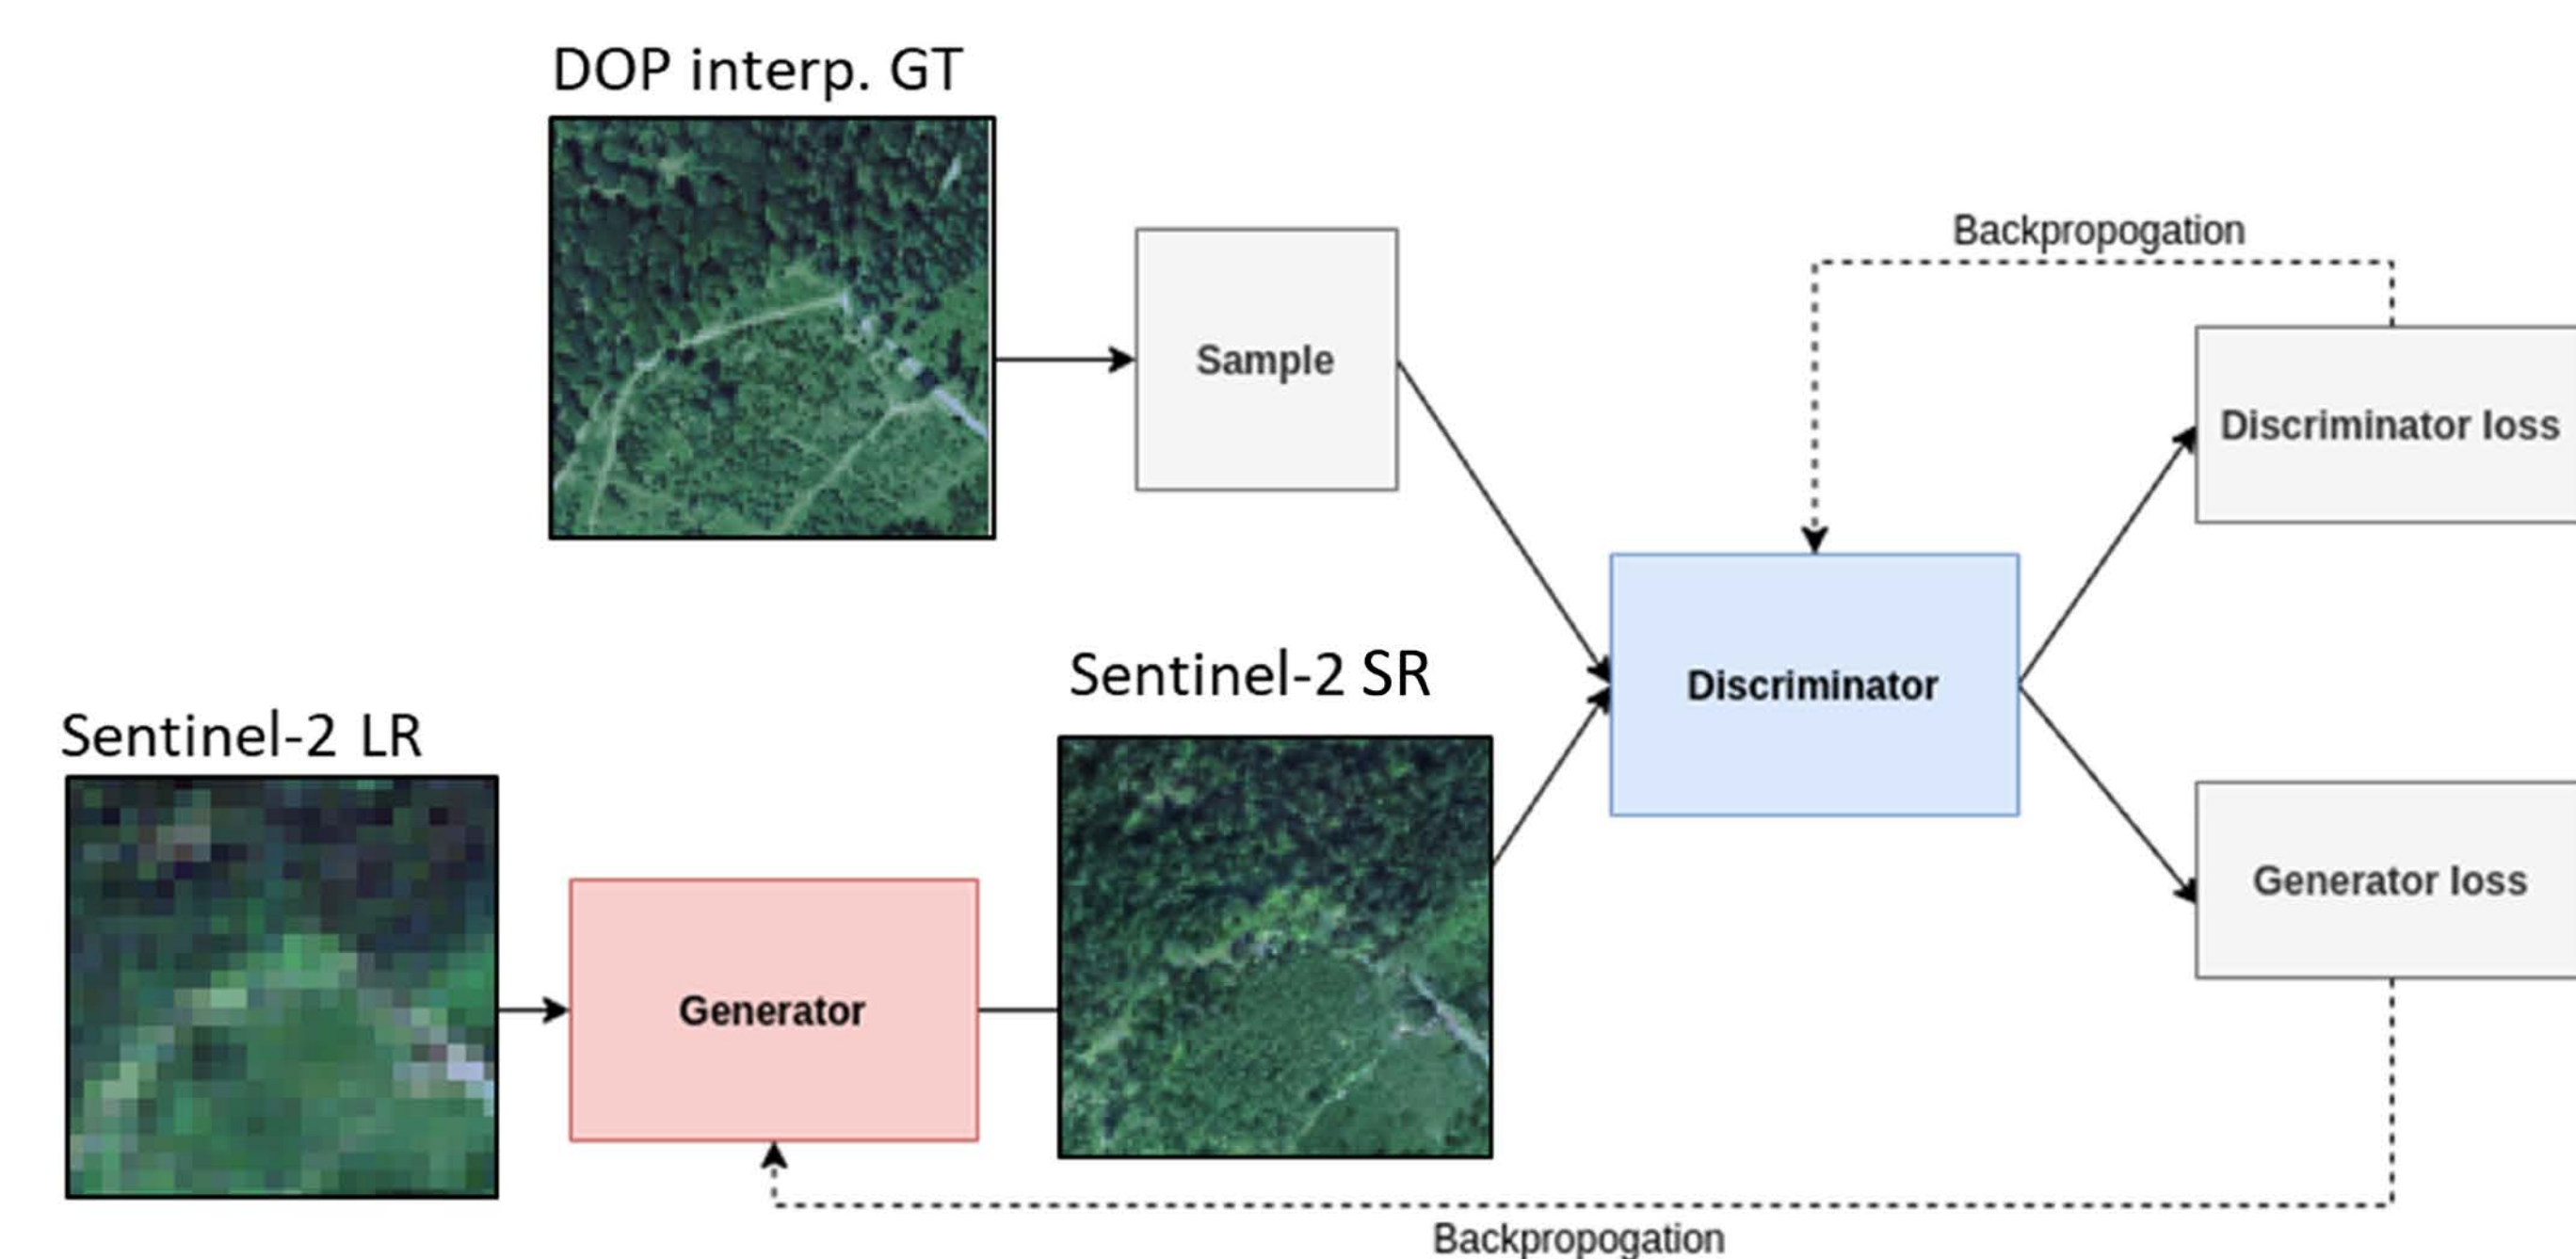 DOP interp. GT
Backpropogation
Sample
Discriminator loss
Sentinel-2 SR
Discriminator
Sentinel-2 LR
Generator loss
Generator
Backpropogation